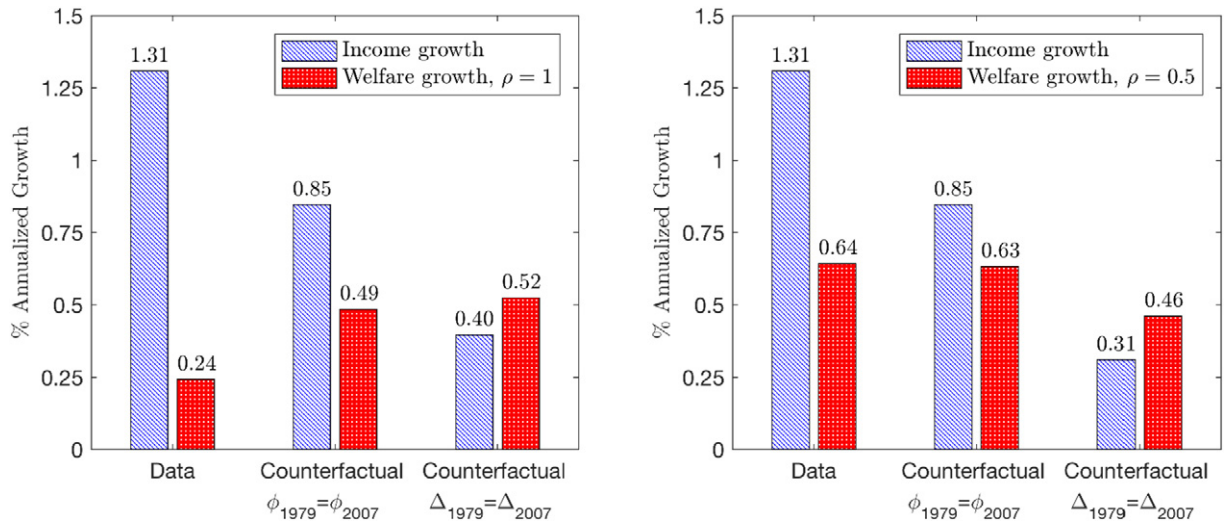 % Annualized Growth
1.5
1.25
1
0.75
0.5
0.25
0
Income growth
Welfare growth, ρ = 1
1.31
0.24
0.85
0.49
0.40
0.52
Data
Counterfactual
ϕ1979=ϕ2007
Counterfactual
Δ1979=Δ2007
% Annualized Growth
1.5
1.25
1
0.75
0.5
0.25
0
Income growth
Welfare growth, ρ = 0.5
1.31
0.64
0.85
0.63
0.31
0.46
Data
Counterfactual
ϕ1979=ϕ2007
Counterfactual
Δ1979=Δ2007